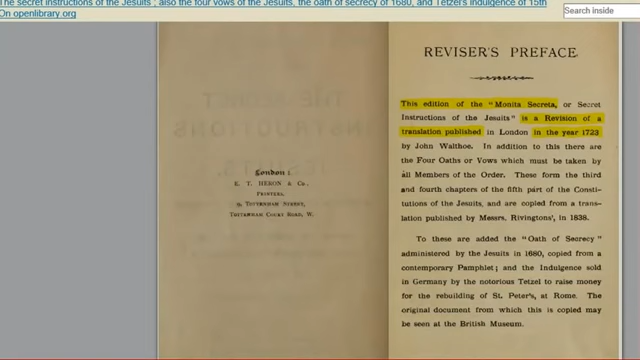 The secret instructions of the Jesuits ; also the four vows of the Jesuits, the oath of secrecy of 1680, and Tetzel's indulgence of 15th
On openlibrary.org
Search inside
London:
E. T. HERON & Co.,
PRINTERS,
9, TOTTENHAM STREET,
TOTTENHAM COURT ROAD, W.
REVISER'S PREFACE.
This edition of the "Monita Secreta, or Secret
Instructions of the Jesuits" is a Revision of a
translation published in London in the year 1723
by John Walthoe. In addition to this there are
the Four Oaths or Vows which must be taken by
all Members of the Order. These form the third
and fourth chapters of the fifth part of the Consti-
tutions of the Jesuits, and are copied from a trans-
lation published by Messrs. Rivingtons', in 1838.
To these are added the "Oath of Secrecy"
administered by the Jesuits in 1680, copied from a
contemporary Pamphlet; and the Indulgence sold
in Germany by the notorious Tetzel to raise money
for the rebuilding of St. Peter's, at Rome. The
original document from which this is copied may
be seen at the British Museum.